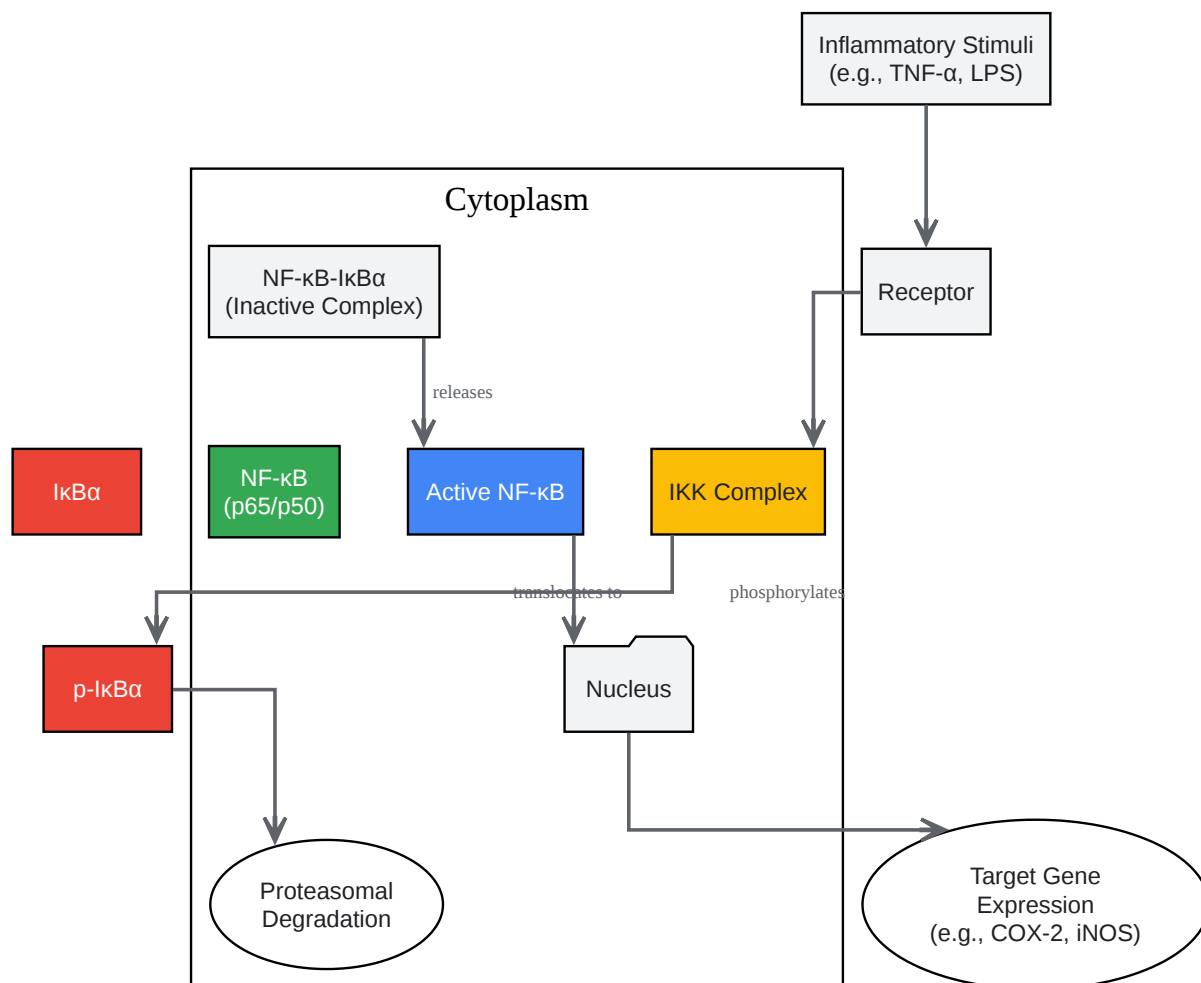 Inflammatory Stimuli
(e.g., TNF-α, LPS)
Cytoplasm
NF-κB-IκBα
(Inactive Complex)
Receptor
releases
IκBα
NF-κB
(p65/p50)
Active NF-κB
IKK Complex
translocates to
phosphorylates
p-IκBα
Nucleus
Proteasomal
Degradation
Target Gene
Expression
(e.g., COX-2, iNOS)